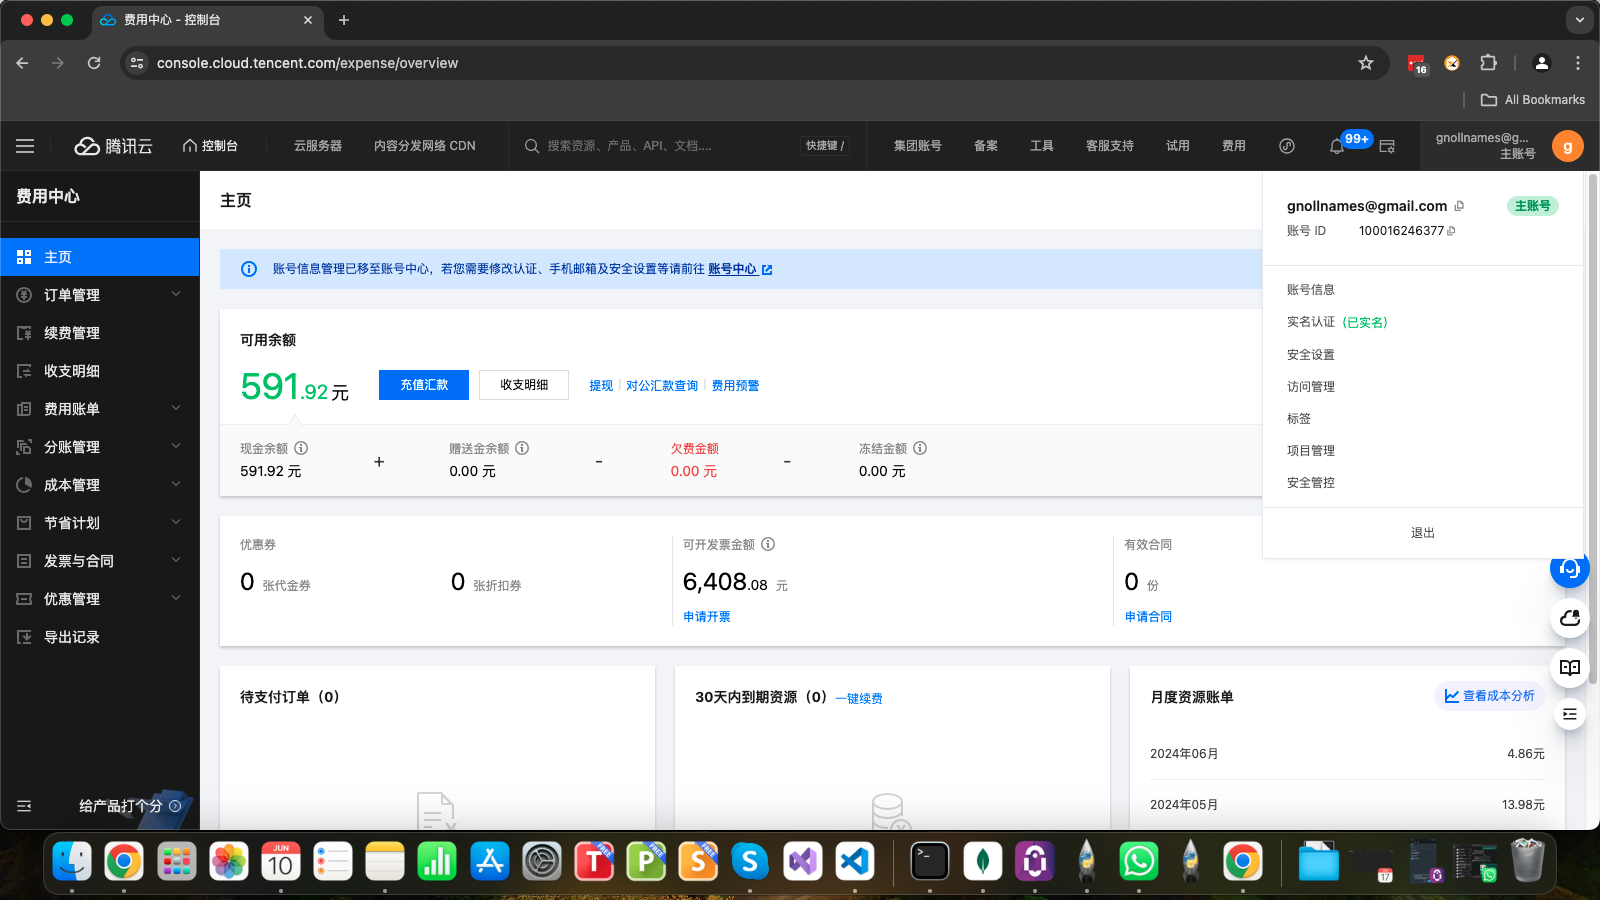 费用中心 - 控制台
console.cloud.tencent.com/expense/overview
16
All Bookmarks
腾讯云
控制台
云服务器
内容分发网络 CDN
搜索资源、产品、API、文档....
快捷键 /
集团账号
备案
工具
客服支持
试用
费用
99+
gnollnames@g...
主账号
g
费用中心
主页
订单管理
续费管理
收支明细
费用账单
分账管理
成本管理
节省计划
发票与合同
优惠管理
导出记录
给产品打个分
主页
账号信息管理已移至账号中心，若您需要修改认证、手机邮箱及安全设置等请前往 账号中心
可用余额
591.92 元
充值汇款
收支明细
提现
对公汇款查询
费用预警
现金余额
591.92 元
+
赠送金余额
0.00 元
-
欠费金额
0.00 元
-
冻结金额
0.00 元
优惠券
0 张代金券
0 张折扣券
可开发票金额
6,408.08 元
申请开票
有效合同
0 份
申请合同
待支付订单（0）
30天内到期资源（0） 一键续费
月度资源账单
查看成本分析
2024年06月
4.86元
2024年05月
13.98元
gnollnames@gmail.com
主账号
账号 ID
100016246377
账号信息
实名认证 (已实名)
安全设置
访问管理
标签
项目管理
安全管控
退出
JUN
10
T
FREE
P
FREE
S
FREE
S
17